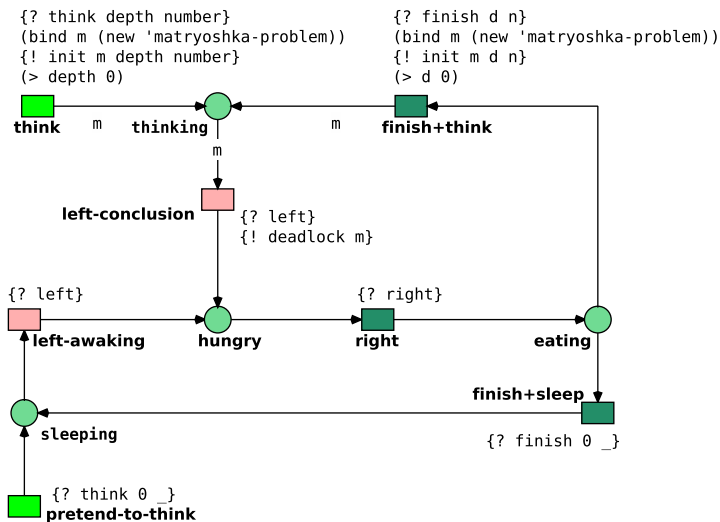 {? think depth number}
(bind m (new 'matryoshka-problem))
{! init m depth number}
(> depth 0)
{? finish d n}
(bind m (new 'matryoshka-problem))
{! init m d n}
(> d 0)
think
m
thinking
m
finish+think
m
left-conclusion
{? left}
{! deadlock m}
{? left}
{? right}
left-awaking
hungry
right
eating
finish+sleep
sleeping
{? finish 0 _}
{? think 0 _}
pretend-to-think